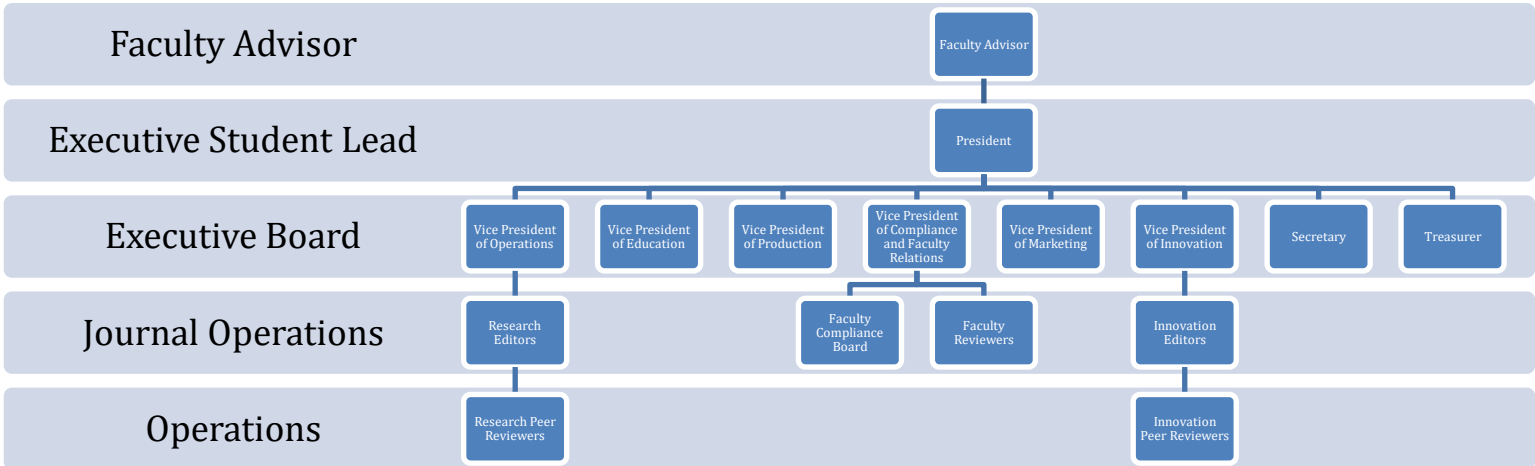 Faculty Advisor
Faculty Advisor
Executive Student Lead
President
Executive Board
Vice President
of Operations
Vice President
of Education
Vice President
of Production
Vice President
of Compliance
and Faculty
Relations
Vice President
of Marketing
Vice President
of Innovation
Secretary
Treasurer
Journal Operations
Research
Editors
Faculty
Compliance
Board
Faculty
Reviewers
Innovation
Editors
Operations
Research Peer
Reviewers
Innovation
Peer Reviewers